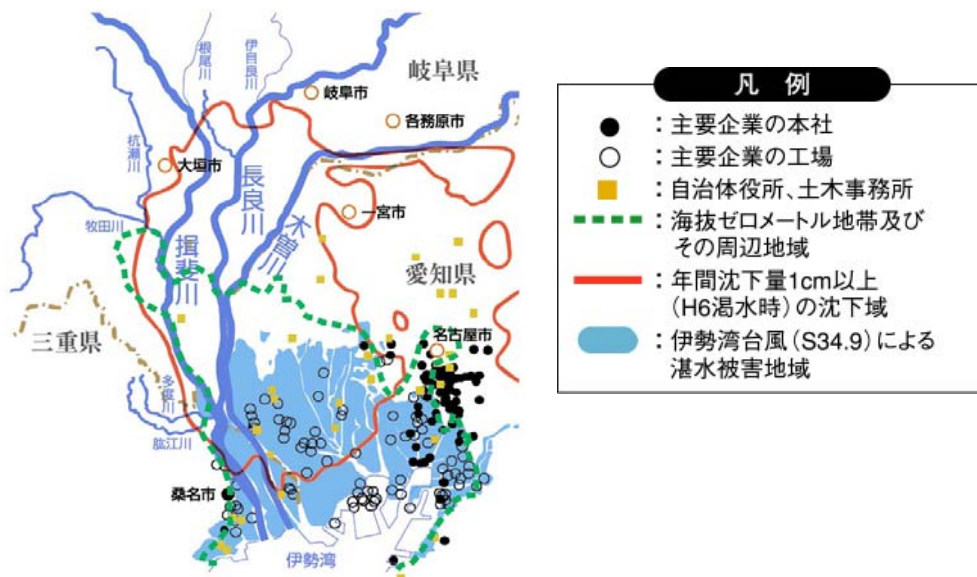 根尾川
伊自良川
岐阜県
岐阜市
各務原市
杭瀬川
大垣市
長良川
一宮市
木曽川
牧田川
揖斐川
愛知県
三重県
名古屋市
多度川
肱江川
桑名市
伊勢湾
凡 例
：主要企業の本社
：主要企業の工場
：自治体役所、土木事務所
：海抜ゼロメートル地帯及び
その周辺地域
：年間沈下量1cm以上
（H6渇水時）の沈下域
：伊勢湾台風（S34.9）による
湛水被害地域